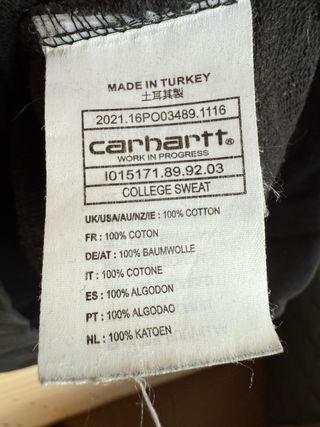 MADE IN TURKEY
土耳其製
2021.16PO03489.1116
carhartt®
WORK IN PROGRESS
I015171.89.92.03
COLLEGE SWEAT
UK/USA/AU/NZ/IE : 100% COTTON
FR : 100% COTON
DE/AT : 100% BAUMWOLLE
IT : 100% COTONE
ES : 100% ALGODON
PT : 100% ALGODAO
NL : 100% KATOEN